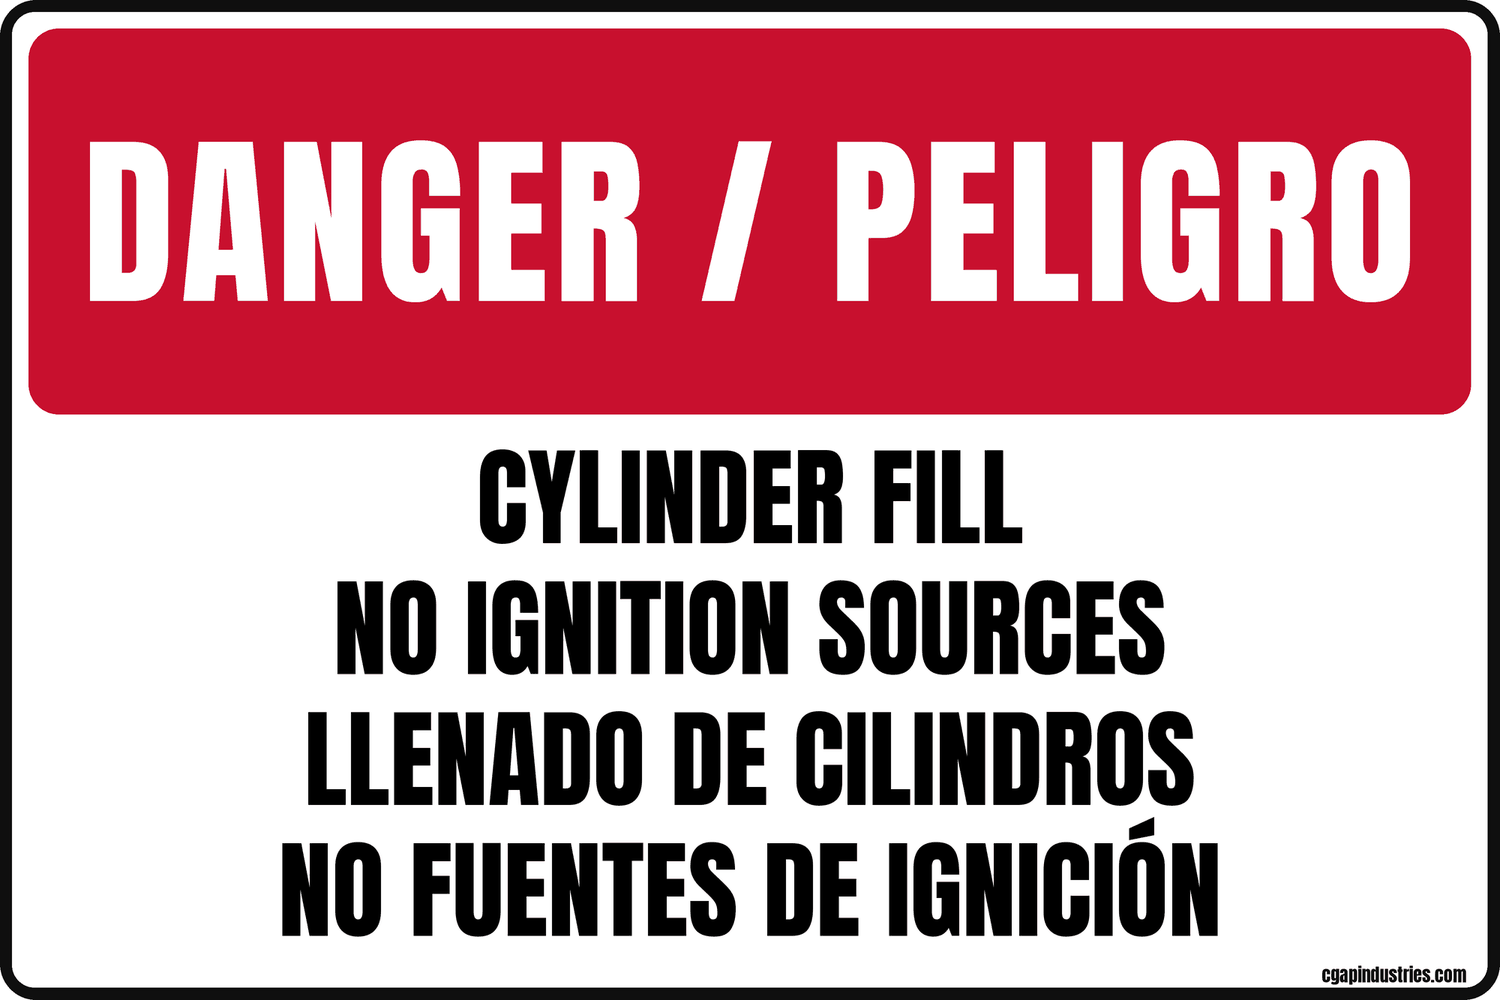 DANGER / PELIGRO
CYLINDER FILL
NO IGNITION SOURCES
LLENADO DE CILINDROS
NO FUENTES DE IGNICIÓN
cgapindustries.com